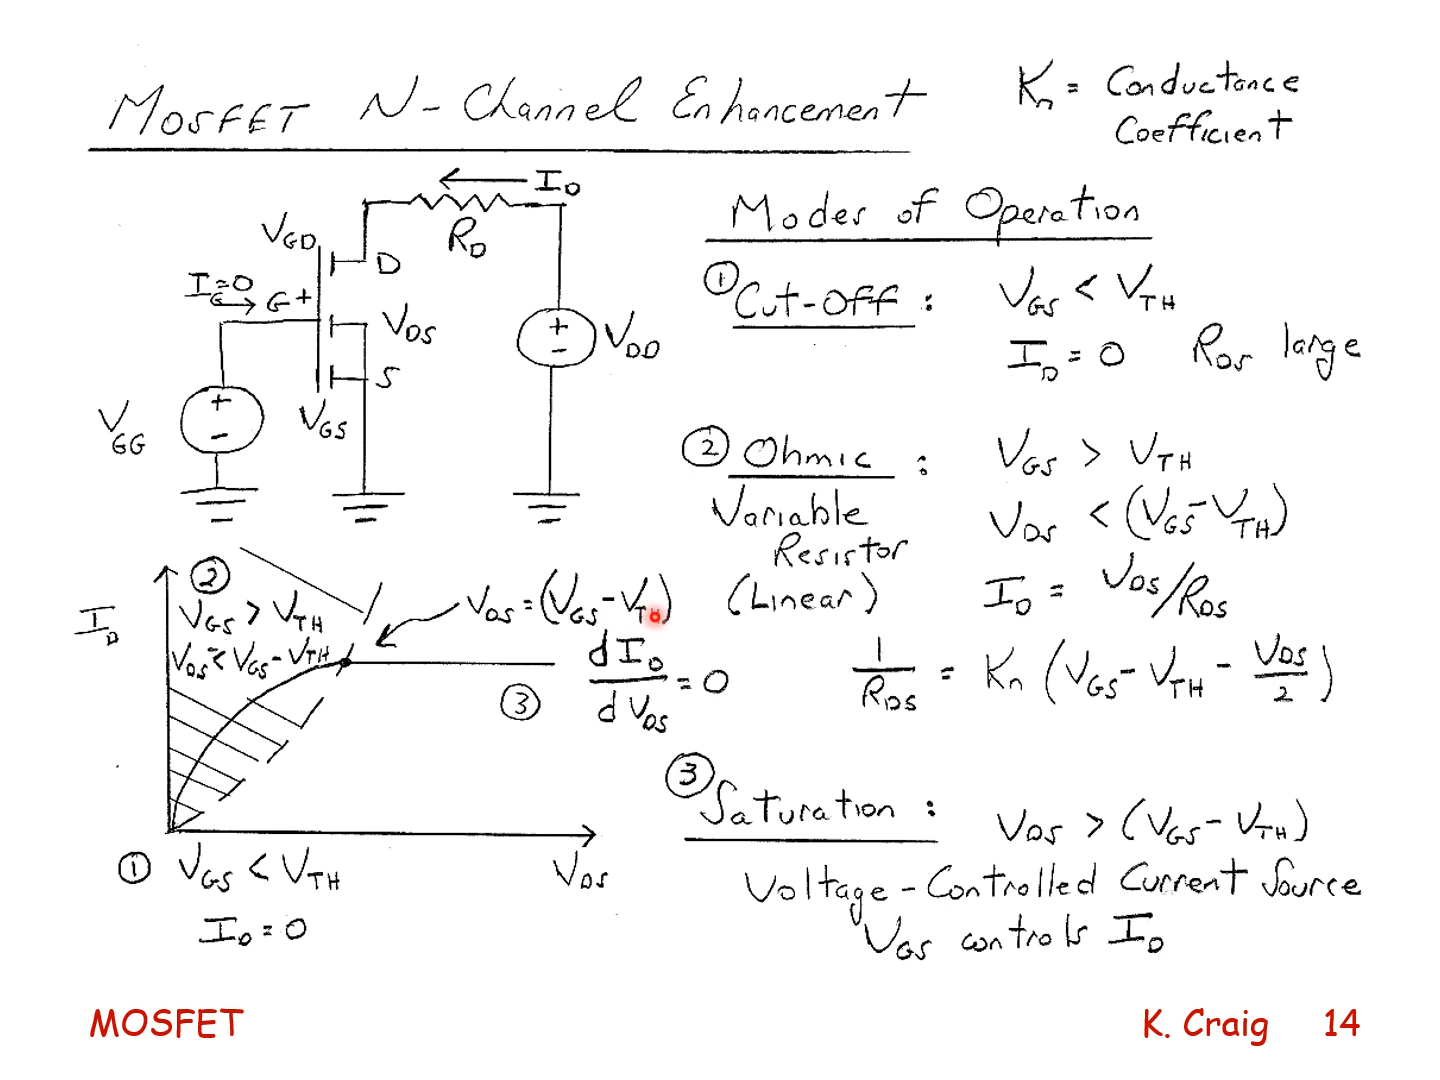 MOSFET N-Channel Enhancement
Kn = Conductance
Coefficient
ID
RD
VGD
D
IG=0
G +
VDS
+
-
VDD
S
VGG
+
-
VGS
Modes of Operation
① Cut-Off : VGS < VTH
ID = 0 RDS large
② Ohmic : VGS > VTH
Variable
Resistor
(Linear)
VDS < (VGS-VTH)
ID = VDS/RDS
1/RDS = Kn (VGS - VTH - VDS/2)
③ Saturation : VDS > (VGS - VTH)
Voltage-Controlled Current Source
VGS controls ID
ID
②
VGS > VTH
VDS < VGS - VTH
VDS = (VGS - VTH)
dID/dVDS = 0
③
① VGS < VTH
ID = 0
VDS
MOSFET
K. Craig 14